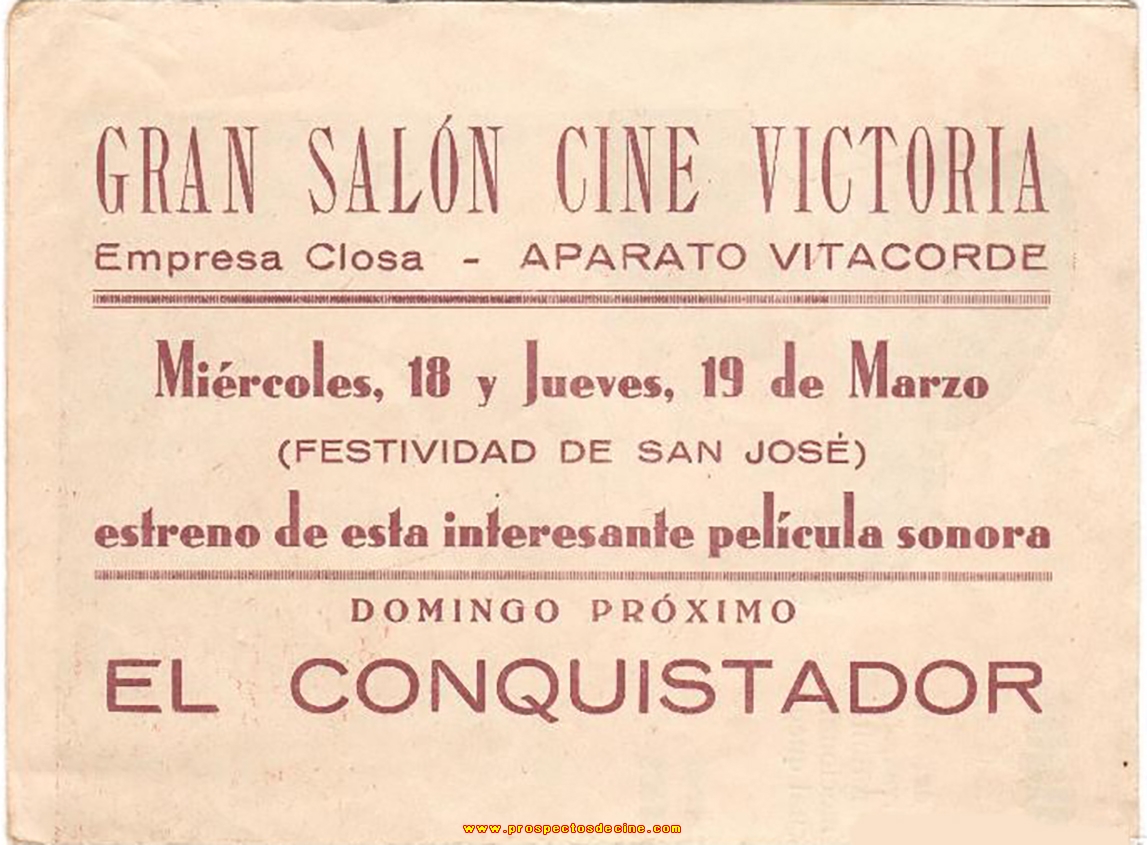 GRAN SALÓN CINE VICTORIA
Empresa Closa - APARATO VITACORDE
Miércoles, 18 y Jueves, 19 de Marzo
(FESTIVIDAD DE SAN JOSÉ)
estreno de esta interesante película sonora
DOMINGO PRÓXIMO
EL CONQUISTADOR
www.prospectosdecine.com